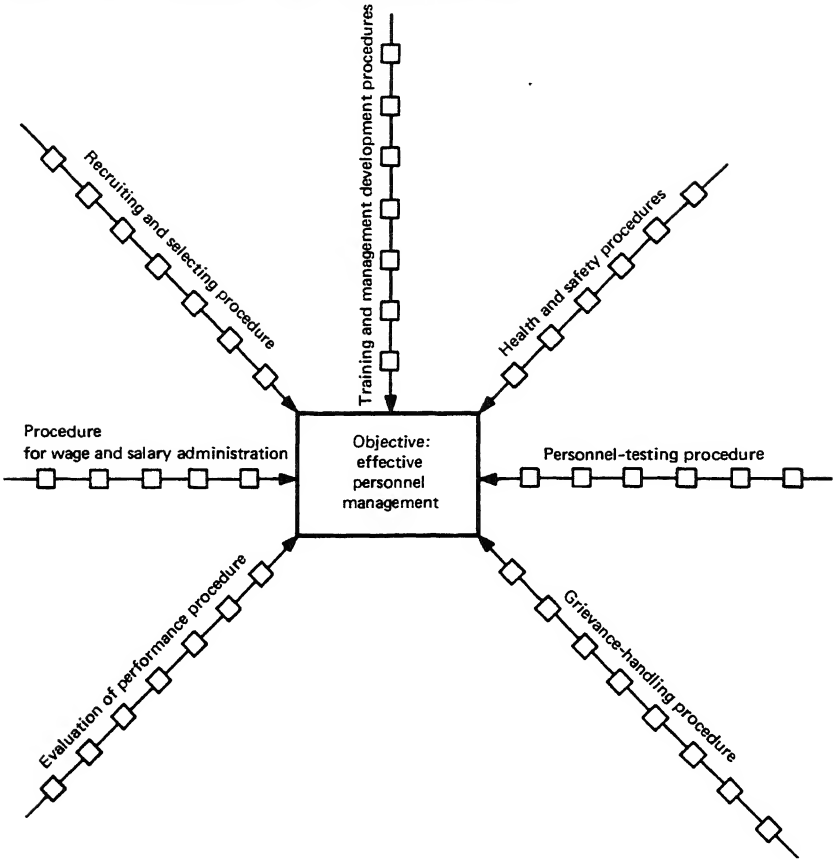 Training and management development procedures
Recruiting and selecting procedure
Health and safety procedures
Procedure
for wage and salary administration
Objective:
effective
personnel
management
Personnel-testing procedure
Evaluation of performance procedure
Grievance-handling procedure